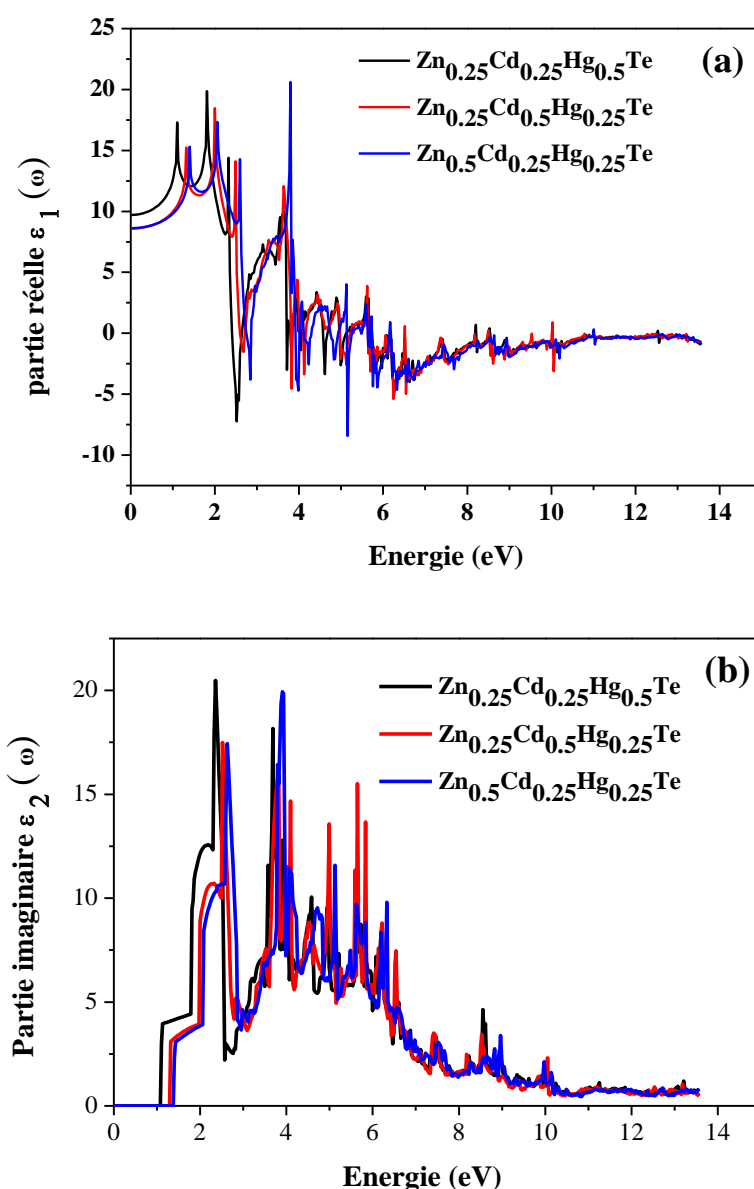 (a)
Zn0.25Cd0.25Hg0.5Te
Zn0.25Cd0.5Hg0.25Te
Zn0.5Cd0.25Hg0.25Te
partie réelle ε1 (ω)
25
20
15
10
5
0
-5
-10
0 2 4 6 8 10 12 14
Energie (eV)
(b)
Zn0.25Cd0.25Hg0.5Te
Zn0.25Cd0.5Hg0.25Te
Zn0.5Cd0.25Hg0.25Te
Partie imaginaire ε2 ( ω)
20
15
10
5
0
0 2 4 6 8 10 12 14
Energie (eV)